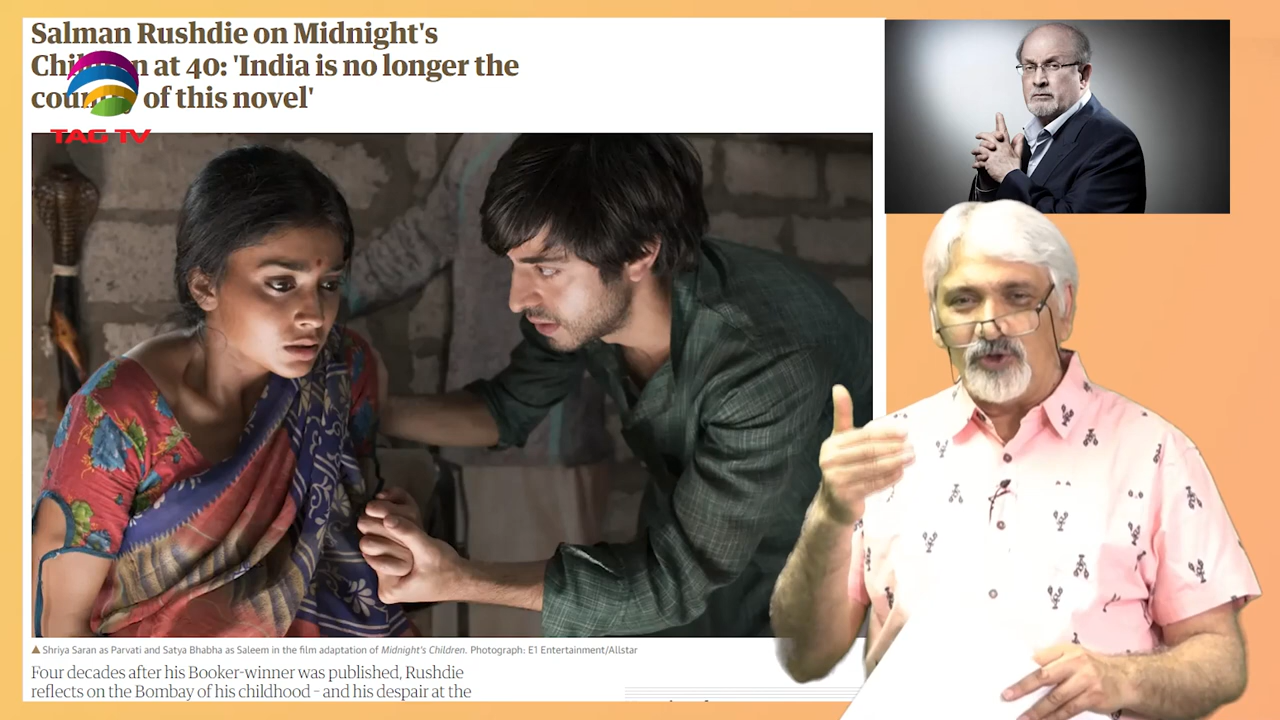 Salman Rushdie on Midnight's
Children at 40: 'India is no longer the
country of this novel'
TAG TV
Shriya Saran as Parvati and Satya Bhabha as Saleem in the film adaptation of Midnight's Children. Photograph: E1 Entertainment/Allstar
Four decades after his Booker-winner was published, Rushdie
reflects on the Bombay of his childhood – and his despair at the